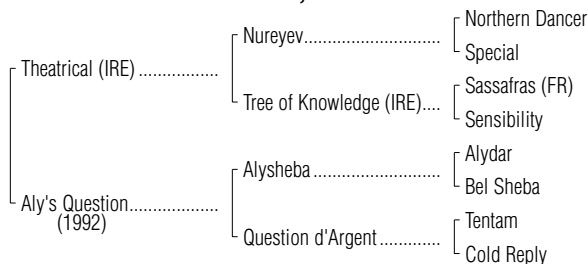 Northern Dancer
Nureyev
Special
Theatrical (IRE)
Sassafras (FR)
Tree of Knowledge (IRE)
Sensibility
Alydar
Alysheba
Bel Sheba
Aly's Question
(1992)
Tentam
Question d'Argent
Cold Reply